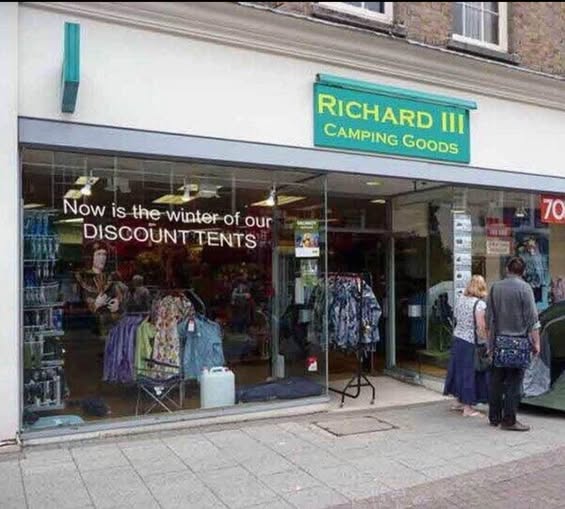 RICHARD III
CAMPING GOODS
70
Now is the winter of our
DISCOUNT TENTS